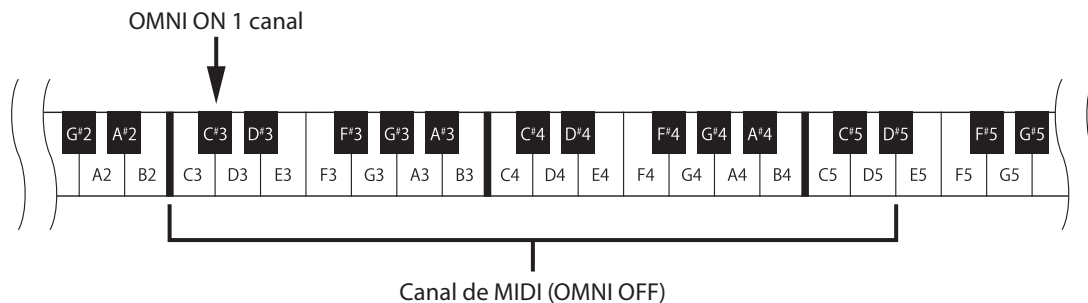 OMNI ON 1 canal
G#2 A#2 C#3 D#3 F#3 G#3 A#3 C#4 D#4 F#4 G#4 A#4 C#5 D#5 F#5 G#5
A2 B2 C3 D3 E3 F3 G3 A3 B3 C4 D4 E4 F4 G4 A4 B4 C5 D5 E5 F5 G5
Canal de MIDI (OMNI OFF)